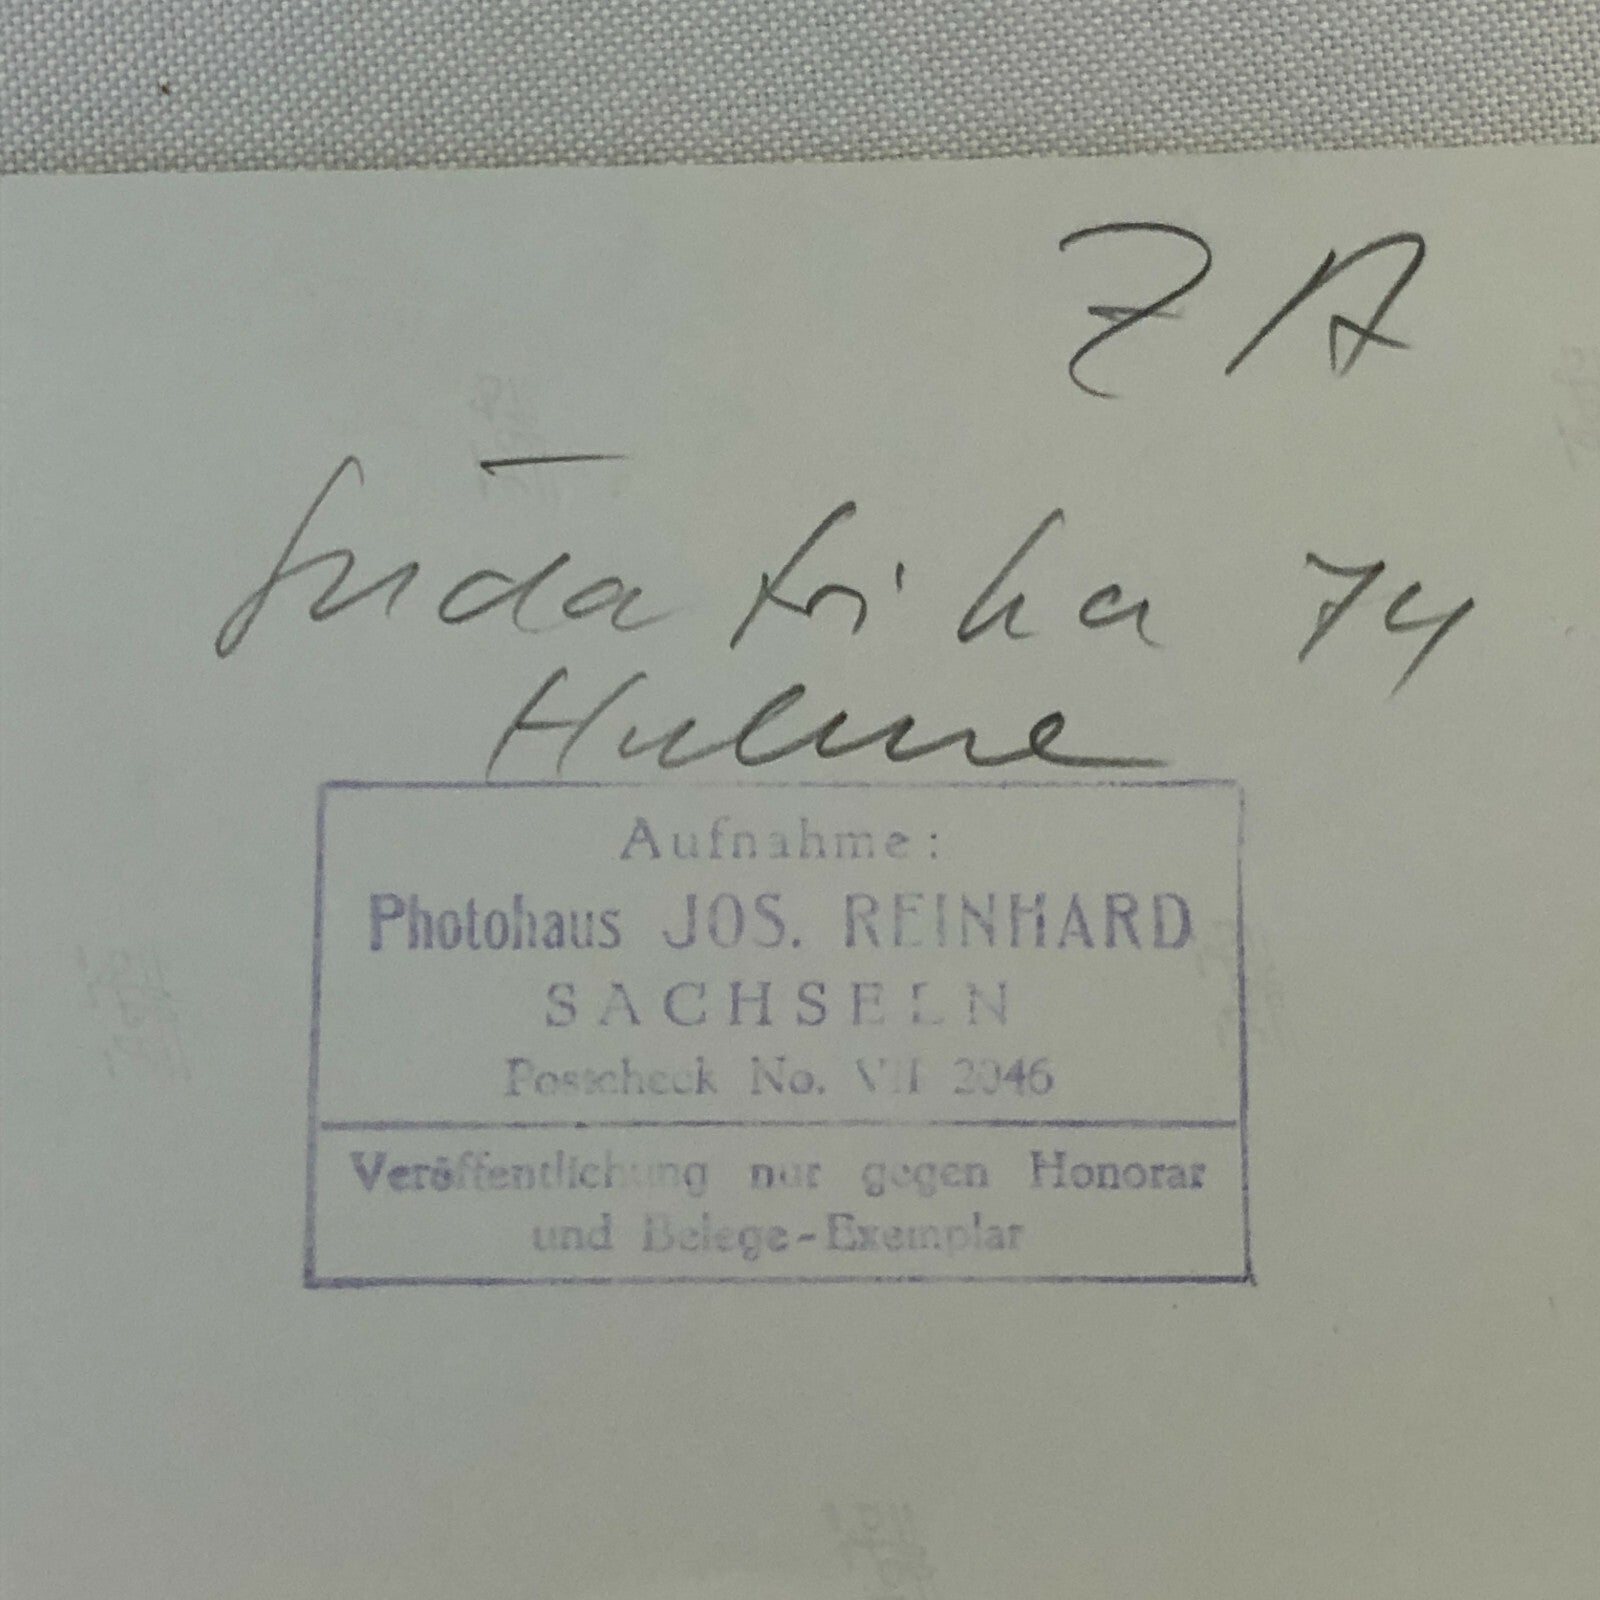 ZA
Südafrika 74
Hulme
Aufnahme:
Photohaus JOS. REINHARD
SACHSELN
Postcheck No. VII 2046
Veröffentlichung nur gegen Honorar
und Belege-Exemplar